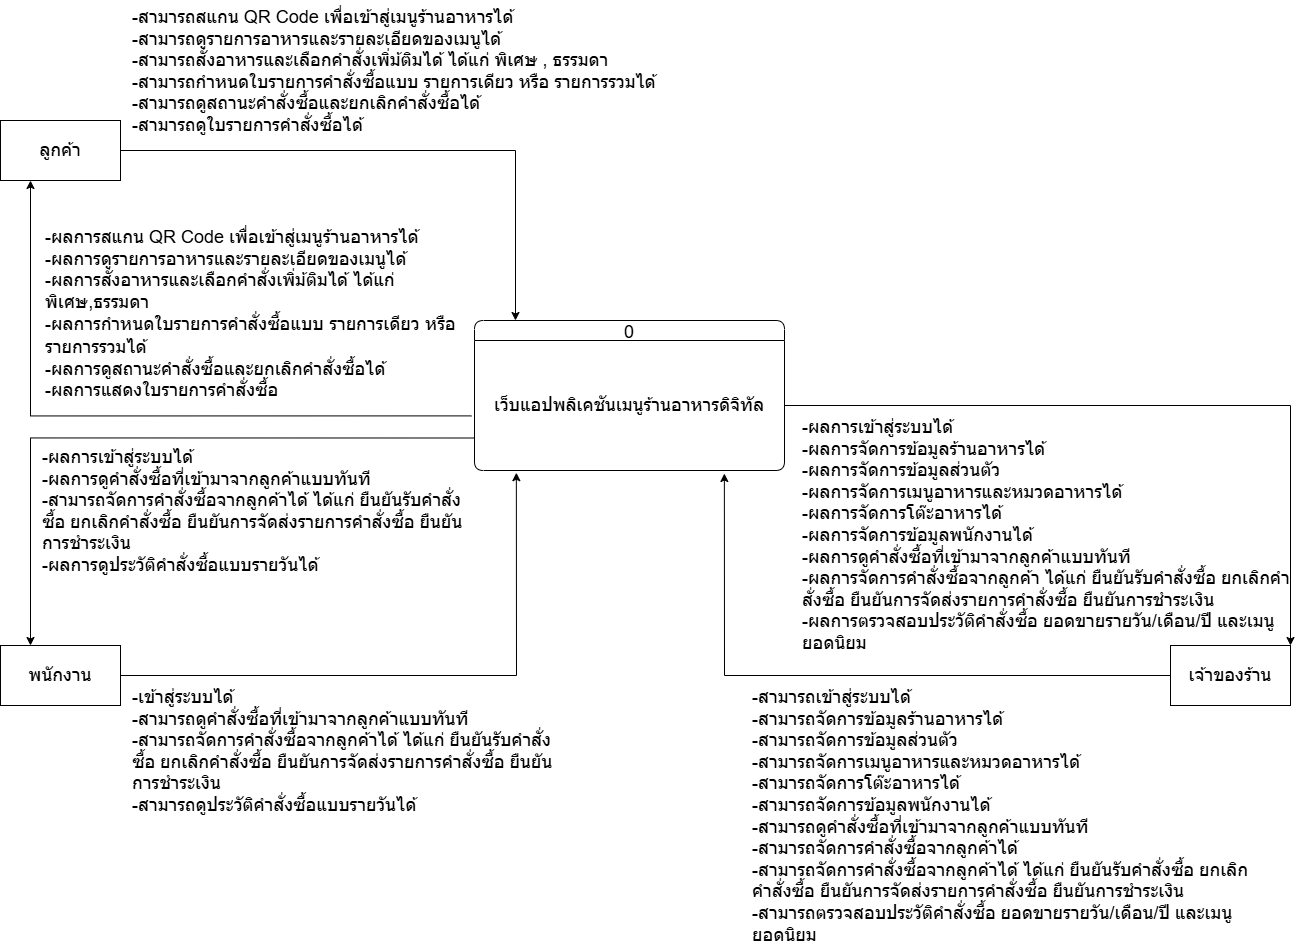 -สามารถสแกน QR Code เพื่อเข้าสู่เมนูร้านอาหารได้
-สามารถดูรายการอาหารและรายละเอียดของเมนูได้
-สามารถสั่งอาหารและเลือกคำสั่งเพิ่มัติมได้ ได้แก่ พิเศษ , ธรรมดา
-สามารถกำหนดใบรายการคำสั่งซื้อแบบ รายการเดียว หรือ รายการรวมได้
-สามารถดูสถานะคำสั่งซื้อและยกเลิกคำสั่งซื้อได้
-สามารถดูใบรายการคำสั่งซื้อได้
ลูกค้า
-ผลการสแกน QR Code เพื่อเข้าสู่เมนูร้านอาหารได้
-ผลการดูรายการอาหารและรายละเอียดของเมนูได้
-ผลการสั่งอาหารและเลือกคำสั่งเพิ่มัติมได้ ได้แก่
พิเศษ,ธรรมดา
-ผลการกำหนดใบรายการคำสั่งซื้อแบบ รายการเดียว หรือ
รายการรวมได้
-ผลการดูสถานะคำสั่งซื้อและยกเลิกคำสั่งซื้อได้
-ผลการแสดงใบรายการคำสั่งซื้อ
0
เว็บแอปพลิเคชันเมนูร้านอาหารดิจิทัล
-ผลการเข้าสู่ระบบได้
-ผลการดูคำสั่งซื้อที่เข้ามาจากลูกค้าแบบทันที
-สามารถจัดการคำสั่งซื้อจากลูกค้าได้ ได้แก่ ยืนยันรับคำสั่ง
ซื้อ ยกเลิกคำสั่งซื้อ ยืนยันการจัดส่งรายการคำสั่งซื้อ ยืนยัน
การชำระเงิน
-ผลการดูประวัติคำสั่งซื้อแบบรายวันได้
-ผลการเข้าสู่ระบบได้
-ผลการจัดการข้อมูลร้านอาหารได้
-ผลการจัดการข้อมูลส่วนตัว
-ผลการจัดการเมนูอาหารและหมวดอาหารได้
-ผลการจัดการโต๊ะอาหารได้
-ผลการจัดการข้อมูลพนักงานได้
-ผลการดูคำสั่งซื้อที่เข้ามาจากลูกค้าแบบทันที
-ผลการจัดการคำสั่งซื้อจากลูกค้า ได้แก่ ยืนยันรับคำสั่งซื้อ ยกเลิกคำ
สั่งซื้อ ยืนยันการจัดส่งรายการคำสั่งซื้อ ยืนยันการชำระเงิน
-ผลการตรวจสอบประวัติคำสั่งซื้อ ยอดขายรายวัน/เดือน/ปี และเมนู
ยอดนิยม
พนักงาน
เจ้าของร้าน
-เข้าสู่ระบบได้
-สามารถดูคำสั่งซื้อที่เข้ามาจากลูกค้าแบบทันที
-สามารถจัดการคำสั่งซื้อจากลูกค้าได้ ได้แก่ ยืนยันรับคำสั่ง
ซื้อ ยกเลิกคำสั่งซื้อ ยืนยันการจัดส่งรายการคำสั่งซื้อ ยืนยัน
การชำระเงิน
-สามารถดูประวัติคำสั่งซื้อแบบรายวันได้
-สามารถเข้าสู่ระบบได้
-สามารถจัดการข้อมูลร้านอาหารได้
-สามารถจัดการข้อมูลส่วนตัว
-สามารถจัดการเมนูอาหารและหมวดอาหารได้
-สามารถจัดการโต๊ะอาหารได้
-สามารถจัดการข้อมูลพนักงานได้
-สามารถดูคำสั่งซื้อที่เข้ามาจากลูกค้าแบบทันที
-สามารถจัดการคำสั่งซื้อจากลูกค้าได้
-สามารถจัดการคำสั่งซื้อจากลูกค้าได้ ได้แก่ ยืนยันรับคำสั่งซื้อ ยกเลิก
คำสั่งซื้อ ยืนยันการจัดส่งรายการคำสั่งซื้อ ยืนยันการชำระเงิน
-สามารถตรวจสอบประวัติคำสั่งซื้อ ยอดขายรายวัน/เดือน/ปี และเมนู
ยอดนิยม